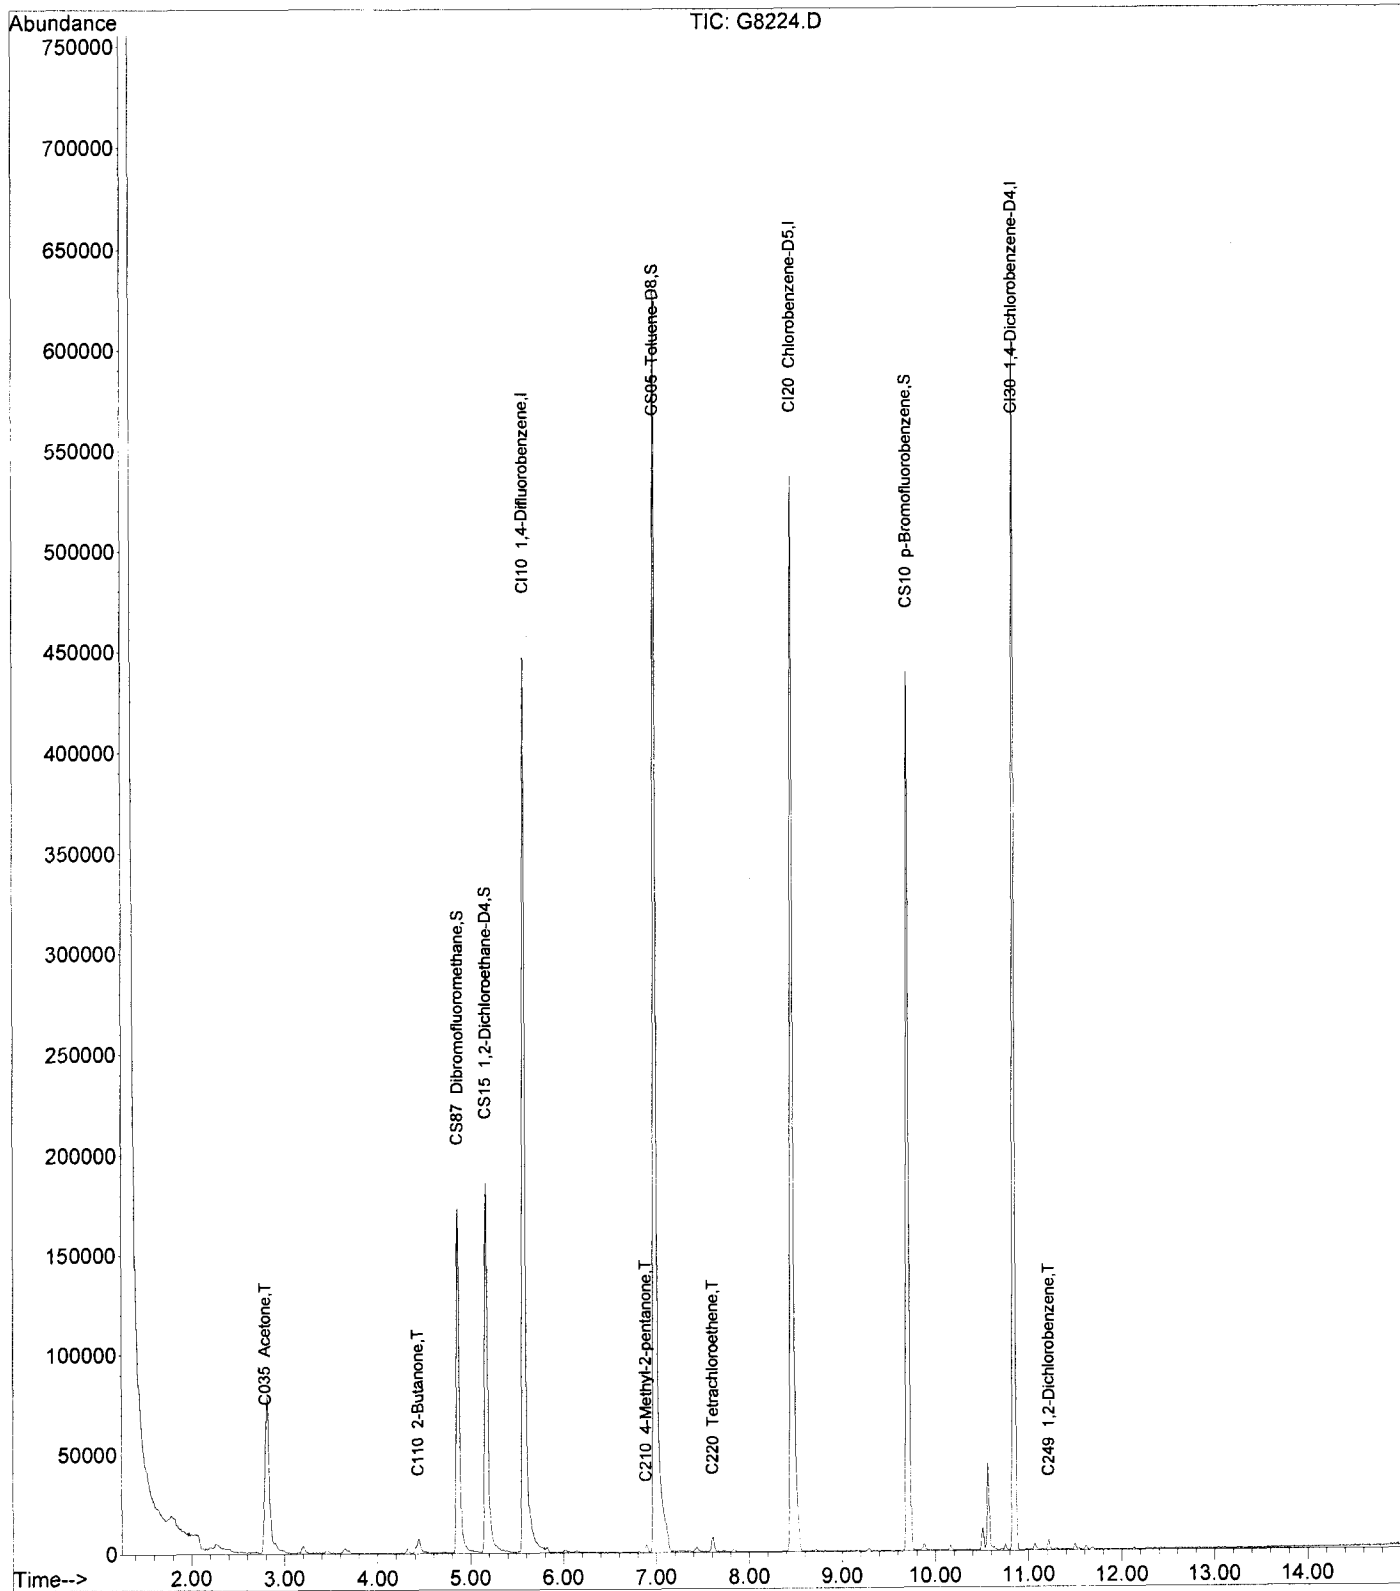 Abundance
TIC: G8224.D
750000
700000
650000
600000
550000
500000
450000
400000
350000
300000
250000
200000
150000
100000
50000
0
C035 Acetone,T
C110 2-Butanone,T
CS87 Dibromofluoromethane,S
CS15 1,2-Dichloroethane-D4,S
CI10 1,4-Difluorobenzene,I
C210 4-Methyl-2-pentanone,T
CS05 Toluene-D8,S
C220 Tetrachloroethene,T
CI20 Chlorobenzene-D5,I
CS10 p-Bromofluorobenzene,S
CI30 1,4-Dichlorobenzene-D4,I
C249 1,2-Dichlorobenzene,T
Time--> 2.00 3.00 4.00 5.00 6.00 7.00 8.00 9.00 10.00 11.00 12.00 13.00 14.00